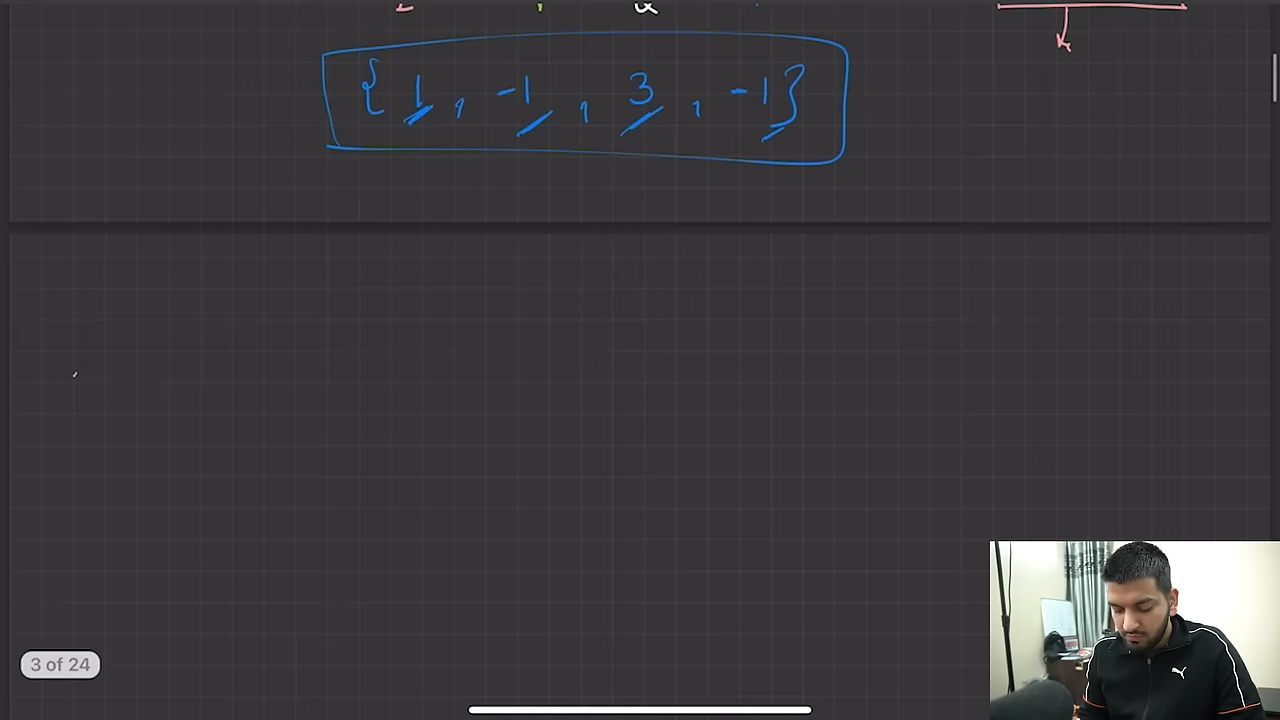 { 1 , -1 , 3 , -1 }
3 of 24